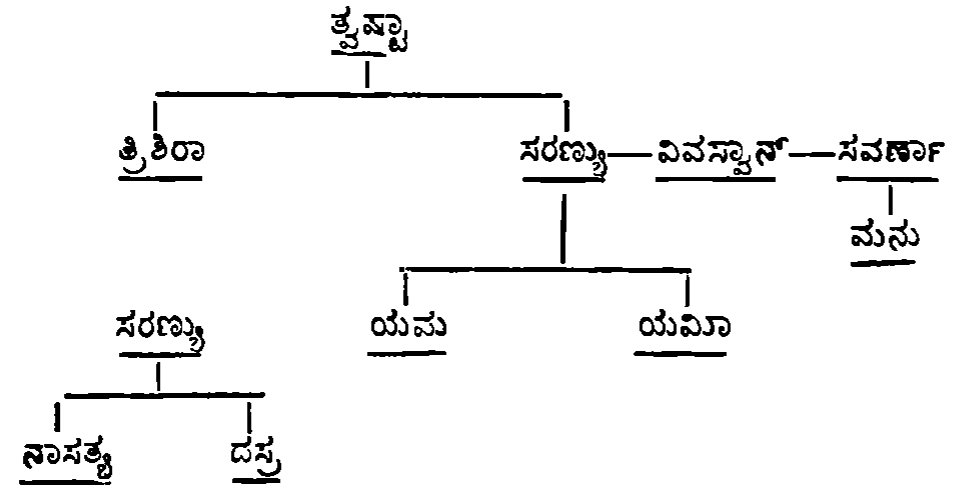 ತ್ವಷ್ಟಾ
ತ್ರಿಶಿರಾ ಸರಣ್ಯು ವಿವಸ್ವಾನ್ ಸವರ್ಣಾ
ಮನು
ಸರಣ್ಯು ಯಮ ಯಮೀ
ನಾಸತ್ಯ ದಸ್ರ